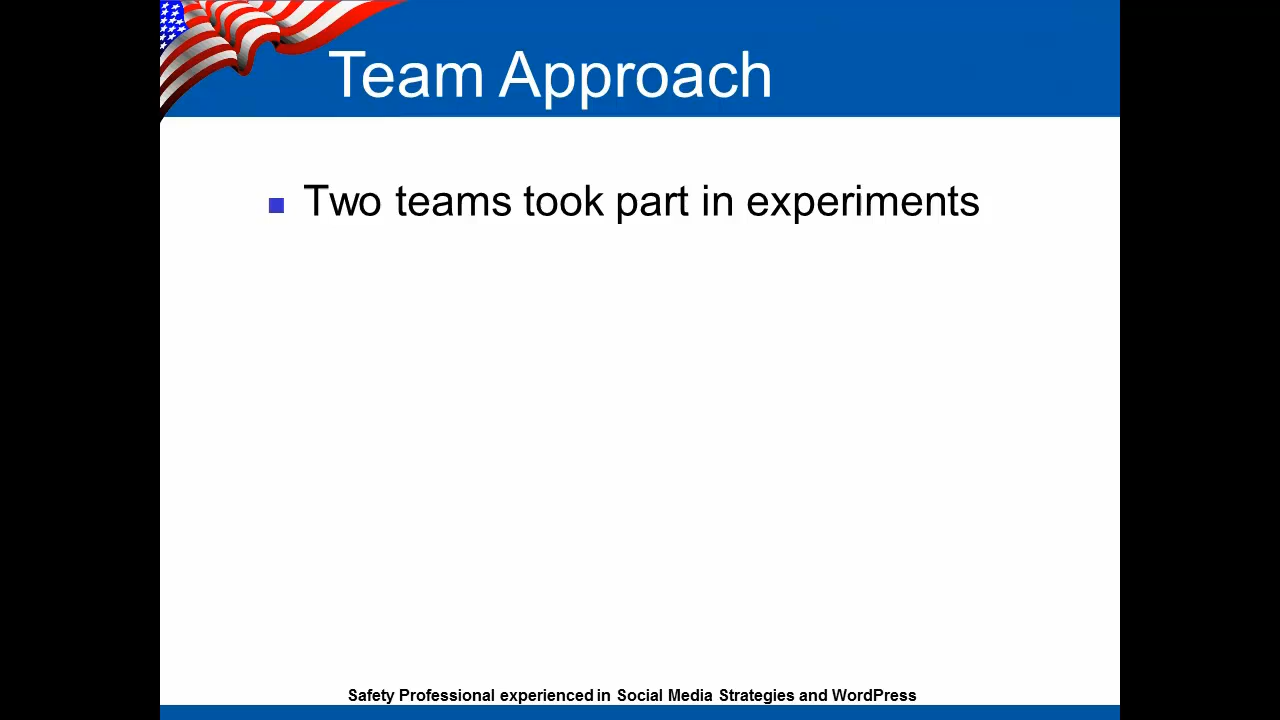 Team Approach
Two teams took part in experiments
Safety Professional experienced in Social Media Strategies and WordPress